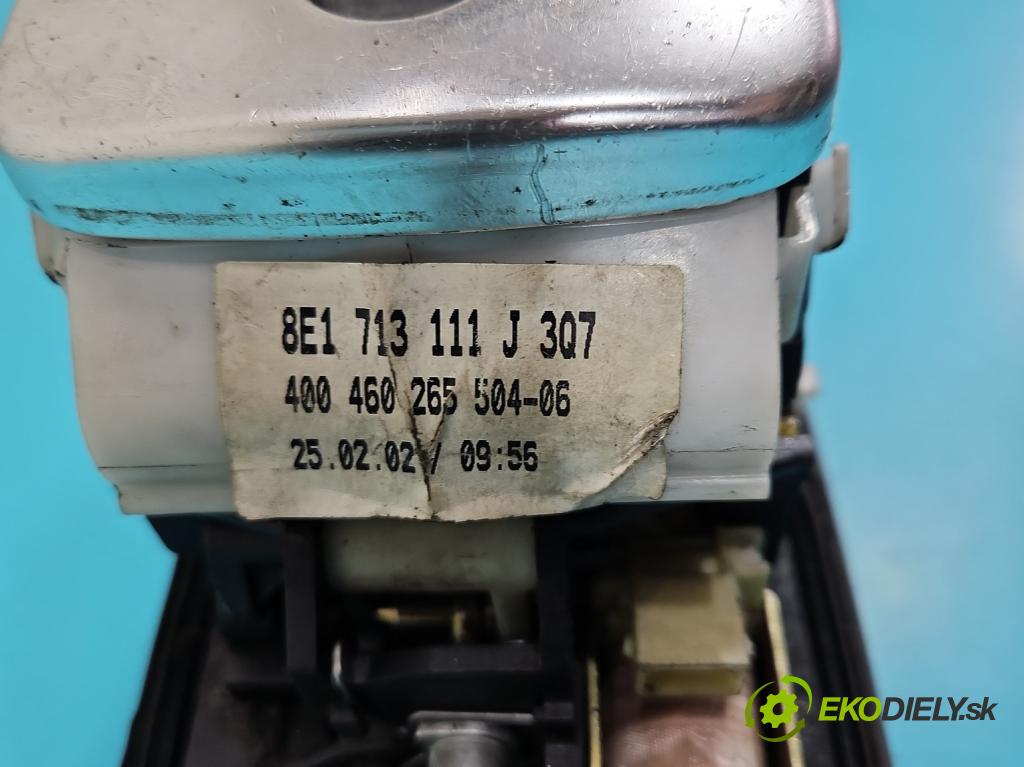 8E1 713 111 J 3Q7
400 460 265 504-06
25.02.02 / 09:56
EKODIELY.sk